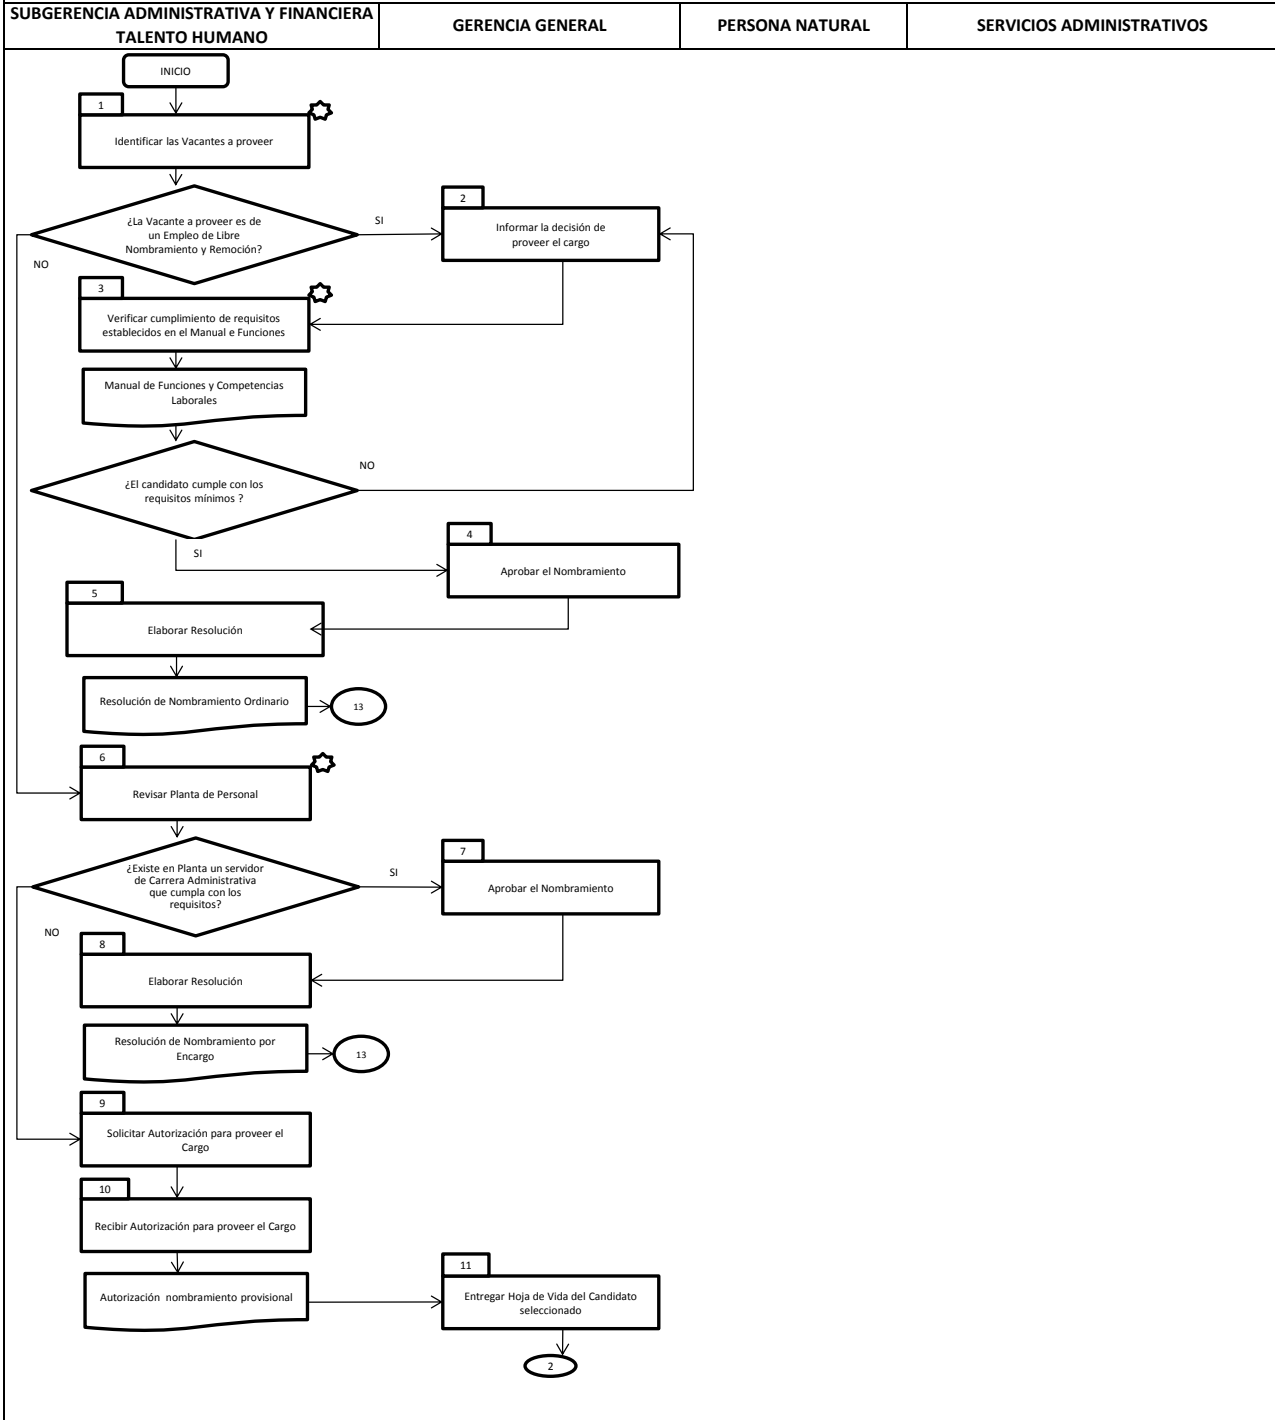 SUBGERENCIA ADMINISTRATIVA Y FINANCIERA
TALENTO HUMANO
GERENCIA GENERAL
PERSONA NATURAL
SERVICIOS ADMINISTRATIVOS
INICIO
1
Identificar las Vacantes a proveer
¿La Vacante a proveer es de
un Empleo de Libre
Nombramiento y Remoción?
SI
NO
2
Informar la decisión de
proveer el cargo
3
Verificar cumplimiento de requisitos
establecidos en el Manual e Funciones
Manual de Funciones y Competencias
Laborales
¿El candidato cumple con los
requisitos mínimos ?
NO
SI
4
Aprobar el Nombramiento
5
Elaborar Resolución
Resolución de Nombramiento Ordinario
13
6
Revisar Planta de Personal
¿Existe en Planta un servidor
de Carrera Administrativa
que cumpla con los
requisitos?
SI
NO
7
Aprobar el Nombramiento
8
Elaborar Resolución
Resolución de Nombramiento por
Encargo
13
9
Solicitar Autorización para proveer el
Cargo
10
Recibir Autorización para proveer el Cargo
Autorización nombramiento provisional
11
Entregar Hoja de Vida del Candidato
seleccionado
2